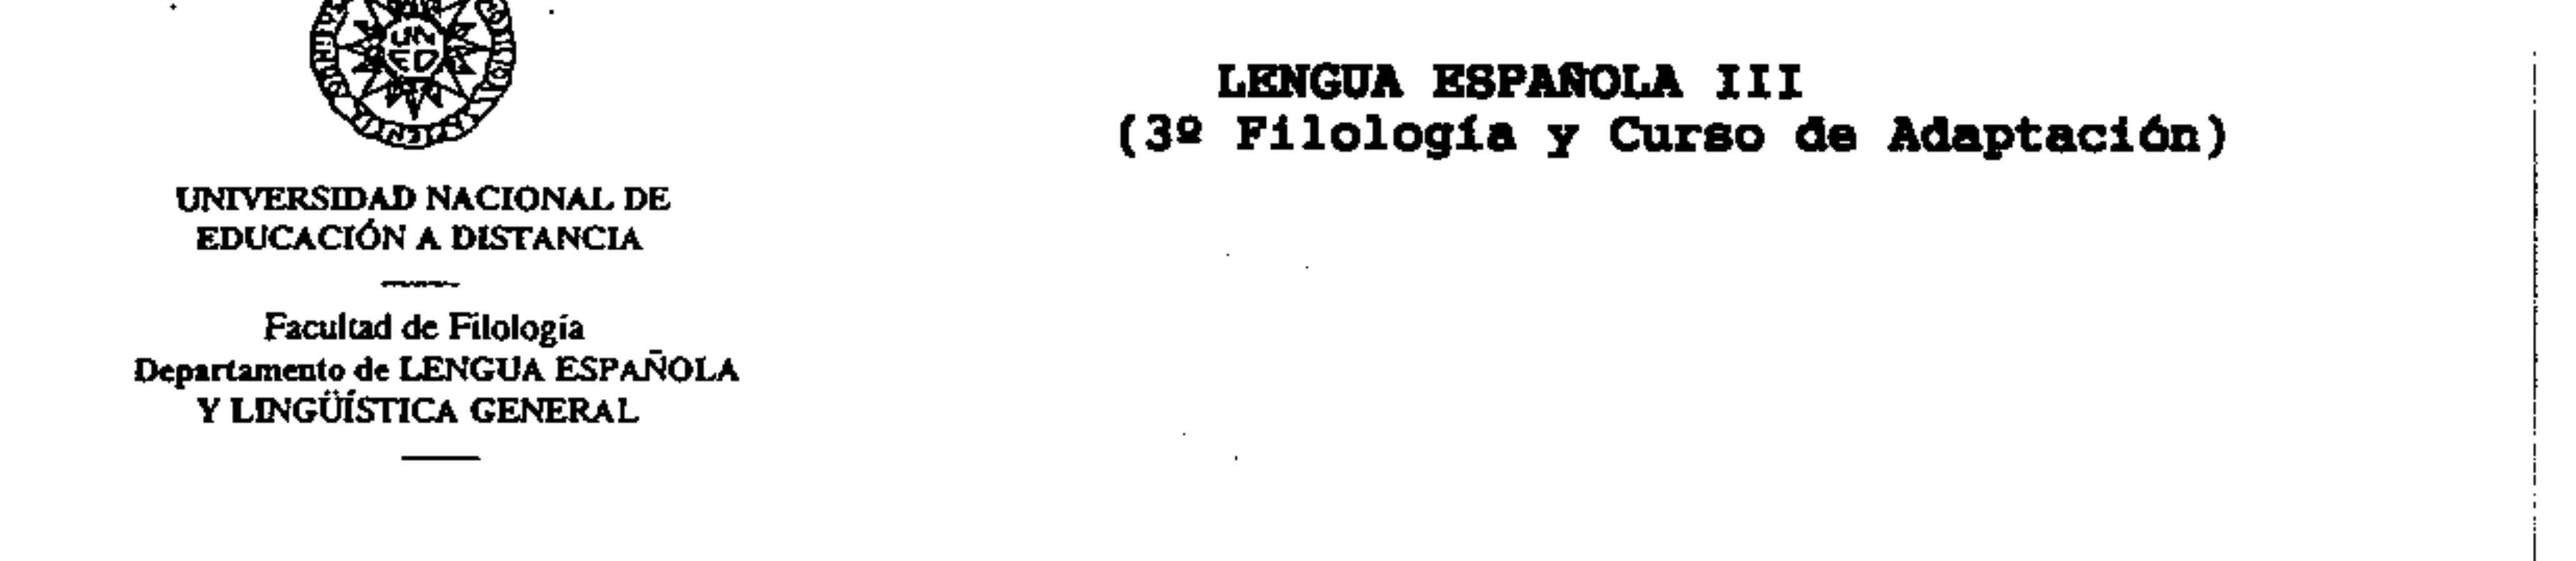 UNED
LENGUA ESPAÑOLA III
(3º Filología y Curso de Adaptación)
UNIVERSIDAD NACIONAL DE
EDUCACIÓN A DISTANCIA
Facultad de Filología
Departamento de LENGUA ESPAÑOLA
Y LINGÜÍSTICA GENERAL